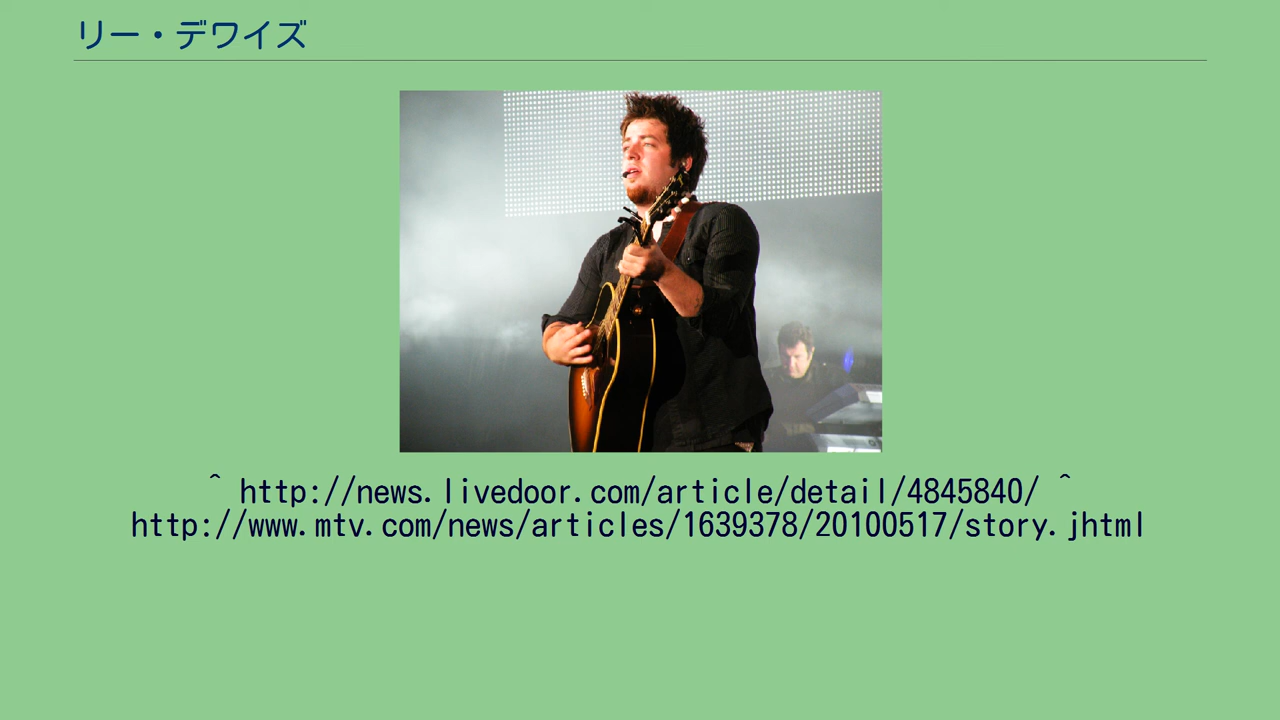 リー・デワイズ
^ http://news.livedoor.com/article/detail/4845840/ ^
http://www.mtv.com/news/articles/1639378/20100517/story.jhtml